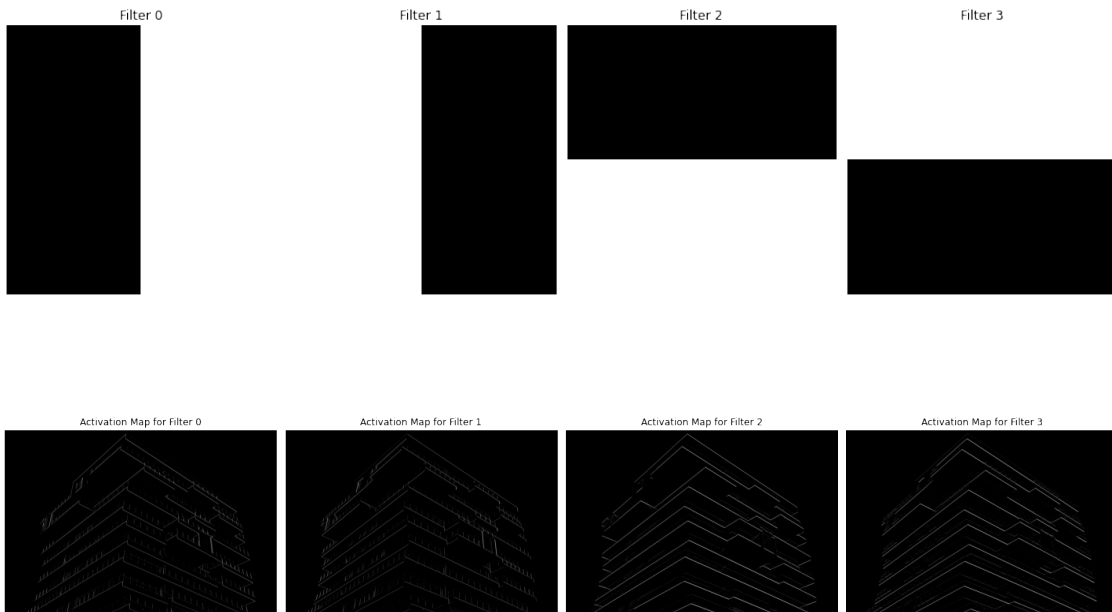 Filter 0
Filter 1
Filter 2
Filter 3
Activation Map for Filter 0
Activation Map for Filter 1
Activation Map for Filter 2
Activation Map for Filter 3